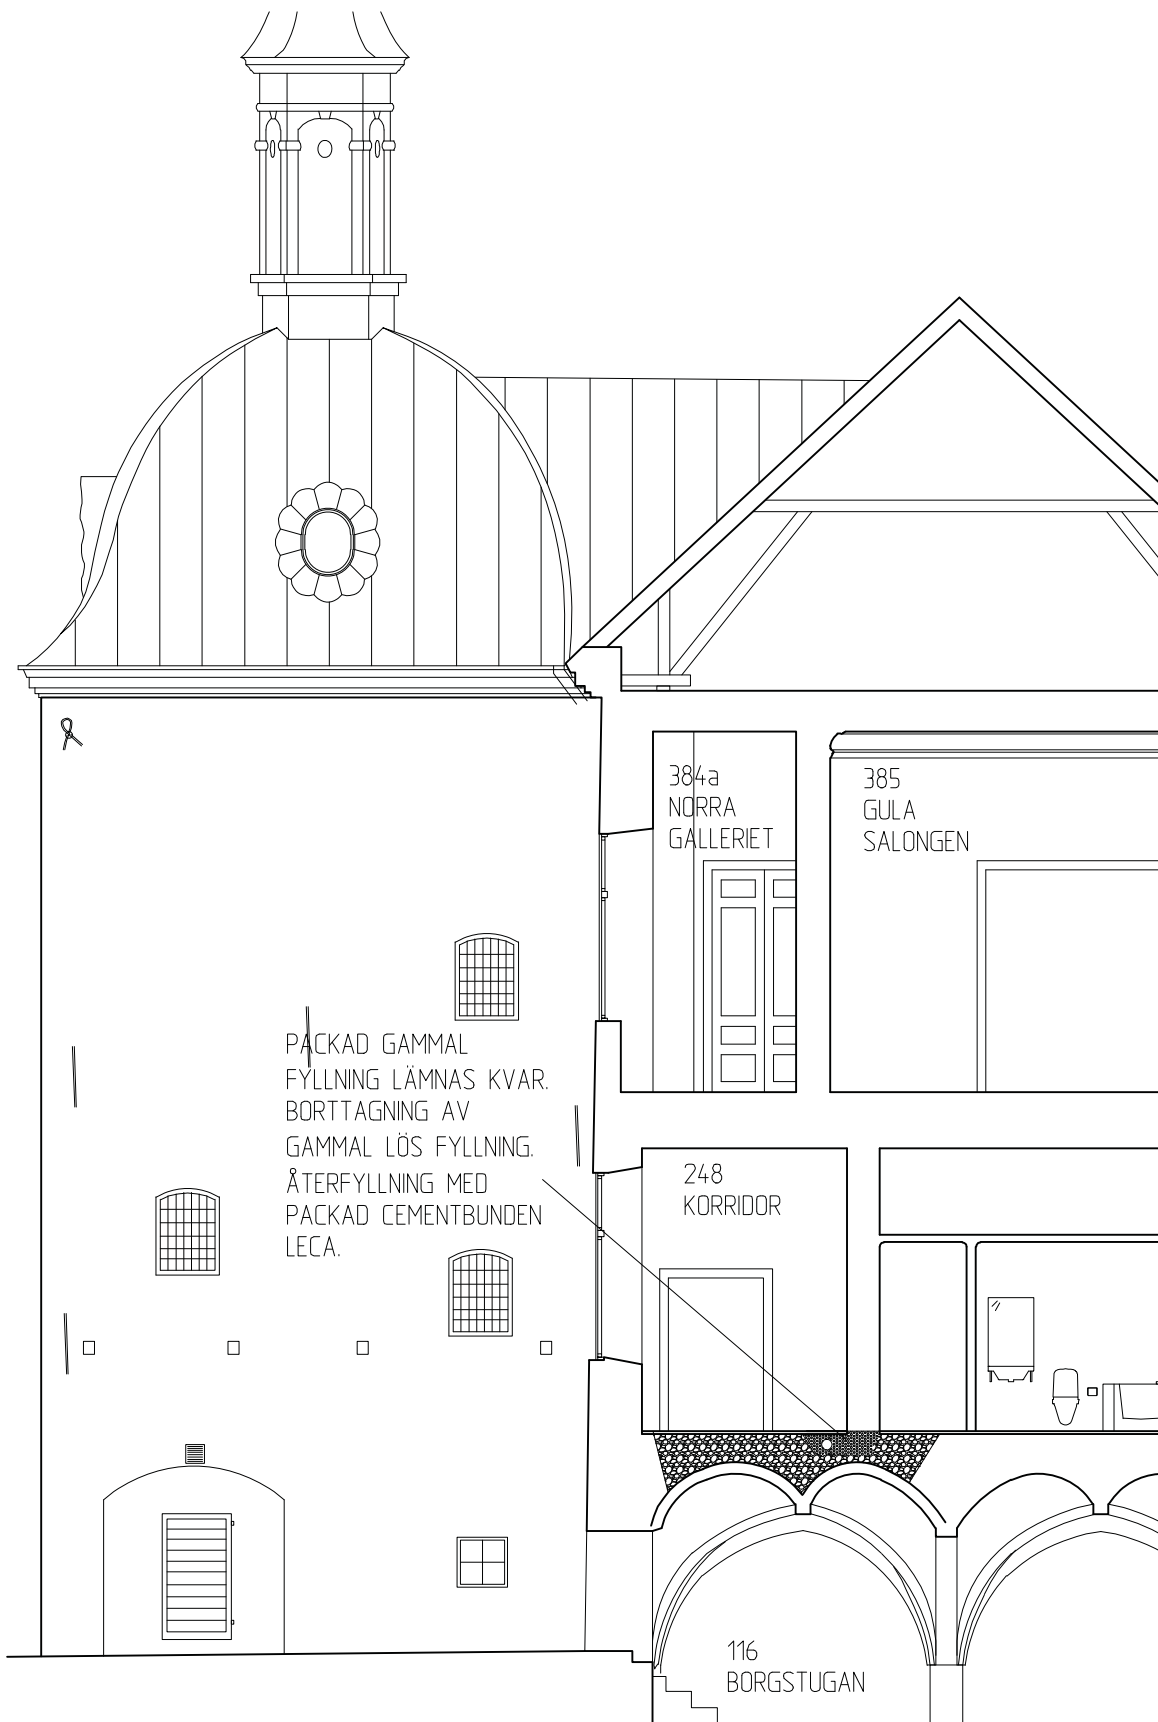 384a
NORRA
GALLERIET
385
GULA
SALONGEN
PACKAD GAMMAL
FYLLNING LÄMNAS KVAR.
BORTTAGNING AV
GAMMAL LÖS FYLLNING.
ÅTERFYLLNING MED
PACKAD CEMENTBUNDEN
LECA.
248
KORRIDOR
116
BORGSTUGAN